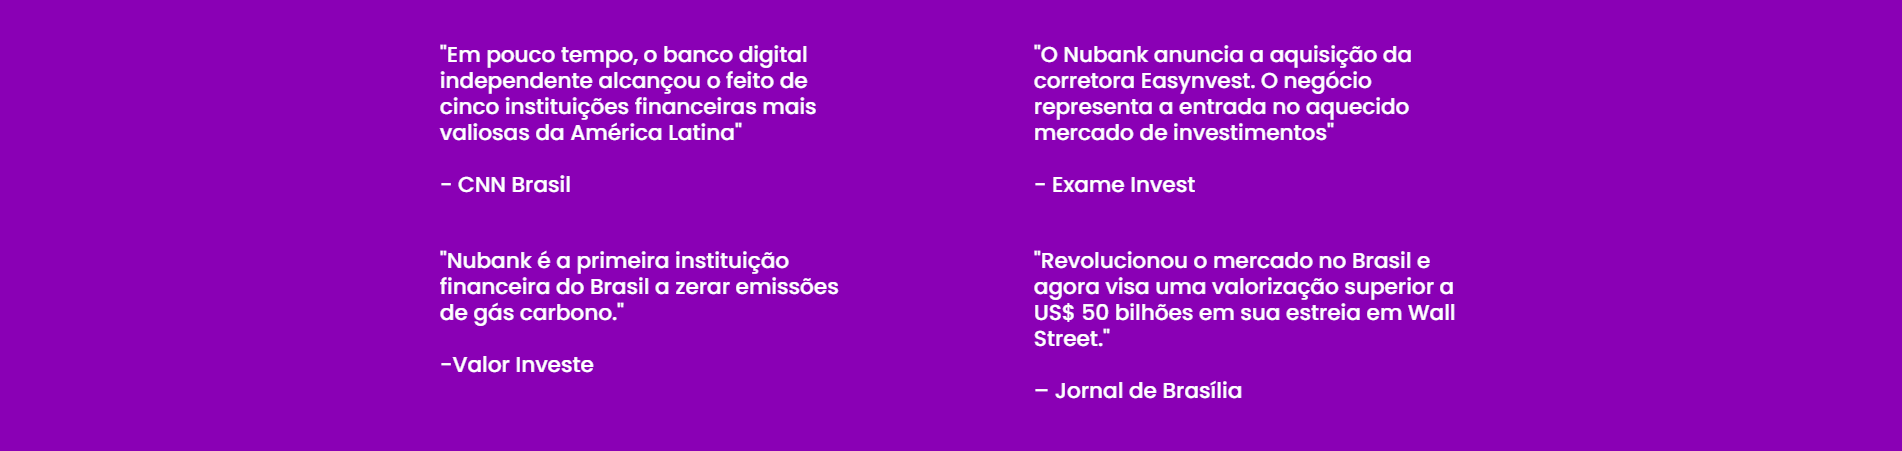 "Em pouco tempo, o banco digital
independente alcançou o feito de
cinco instituições financeiras mais
valiosas da América Latina"
- CNN Brasil
"O Nubank anuncia a aquisição da
corretora Easynvest. O negócio
representa a entrada no aquecido
mercado de investimentos"
- Exame Invest
"Nubank é a primeira instituição
financeira do Brasil a zerar emissões
de gás carbono."
-Valor Investe
"Revolucionou o mercado no Brasil e
agora visa uma valorização superior a
US$ 50 bilhões em sua estreia em Wall
Street."
– Jornal de Brasília